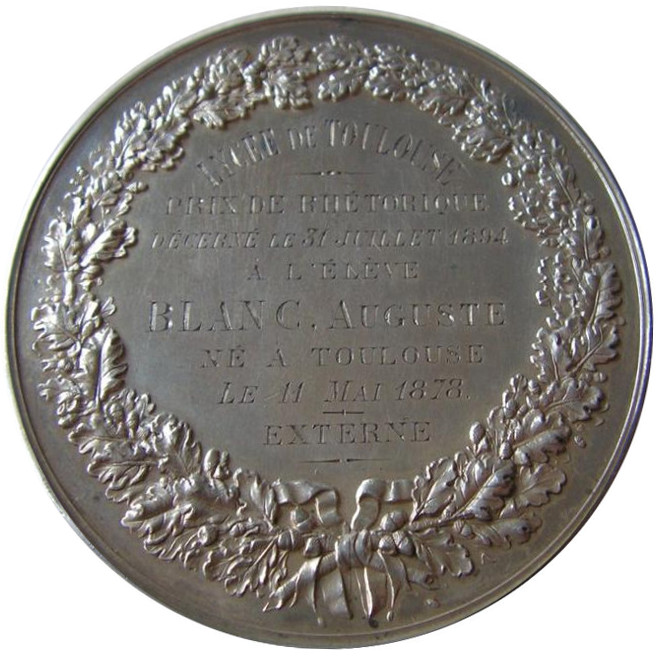 LYCÉE DE TOULOUSE
PRIX DE RHÉTORIQUE
DÉCERNÉ LE 31 JUILLET 1894
À L'ÉLÈVE
BLANC, AUGUSTE
NÉ À TOULOUSE
LE 11 MAI 1878.
EXTERNE